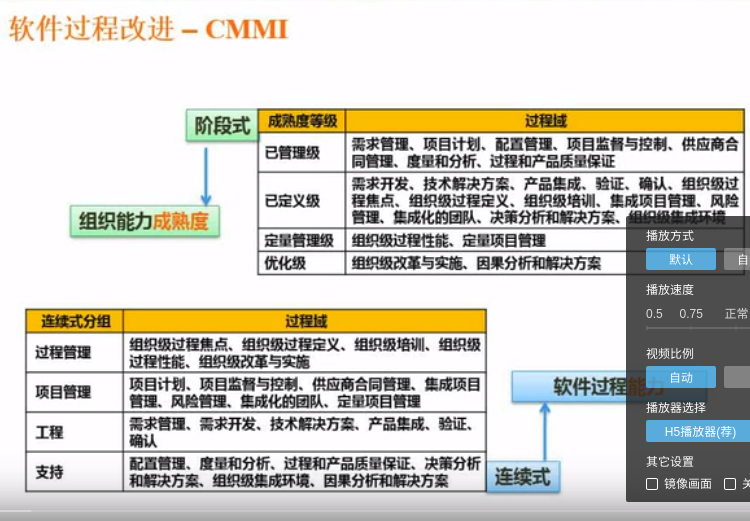 软件过程改进 – CMMI
阶段式
组织能力成熟度
成熟度等级 过程域
已管理级 需求管理、项目计划、配置管理、项目监督与控制、供应商合
同管理、度量和分析、过程和产品质量保证
已定义级 需求开发、技术解决方案、产品集成、验证、确认、组织级过
程焦点、组织级过程定义、组织级培训、集成项目管理、风险
管理、集成化的团队、决策分析和解决方案、组织级集成环境
定量管理级 组织级过程性能、定量项目管理
优化级 组织级改革与实施、因果分析和解决方案
连续式分组 过程域
过程管理 组织级过程焦点、组织级过程定义、组织级培训、组织级
过程性能、组织级改革与实施
项目管理 项目计划、项目监督与控制、供应商合同管理、集成项目
管理、风险管理、集成化的团队、定量项目管理
工程 需求管理、需求开发、技术解决方案、产品集成、验证、
确认
支持 配置管理、度量和分析、过程和产品质量保证、决策分析
和解决方案、组织级集成环境、因果分析和解决方案
软件过程能力
连续式
播放方式
默认 自
播放速度
0.5 0.75 正常
视频比例
自动
播放器选择
H5播放器(荐)
其它设置
镜像画面 关